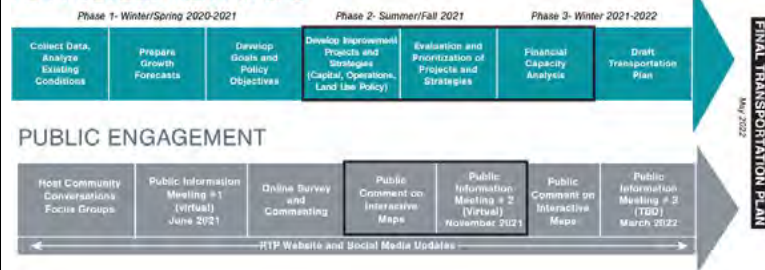 Phase 1- Winter/Spring 2020-2021
Phase 2- Summer/Fall 2021
Phase 3- Winter 2021-2022
Collect Data,
Analyze
Existing
Conditions
Prepare
Growth
Forecasts
Develop
Goals and
Policy
Objectives
Develop Improvement
Projects and
Strategies
(Capital, Operations,
Land Use Policy)
Evaluation and
Prioritization of
Projects and
Strategies
Financial
Capacity
Analysis
Draft
Transportation
Plan
May 2022
FINAL TRANSPORTATION PLAN
PUBLIC ENGAGEMENT
Host Community
Conversations
Focus Groups
Public Information
Meeting #1
(virtual)
June 2021
Online Survey
and
Commenting
Public
Comment on
Interactive
Maps
Public
Information
Meeting # 2
(Virtual)
November 2021
Public
Comment on
Interactive
Maps
Public
Information
Meeting # 3
(TBD)
March 2022
RTP Website and Social Media Updates